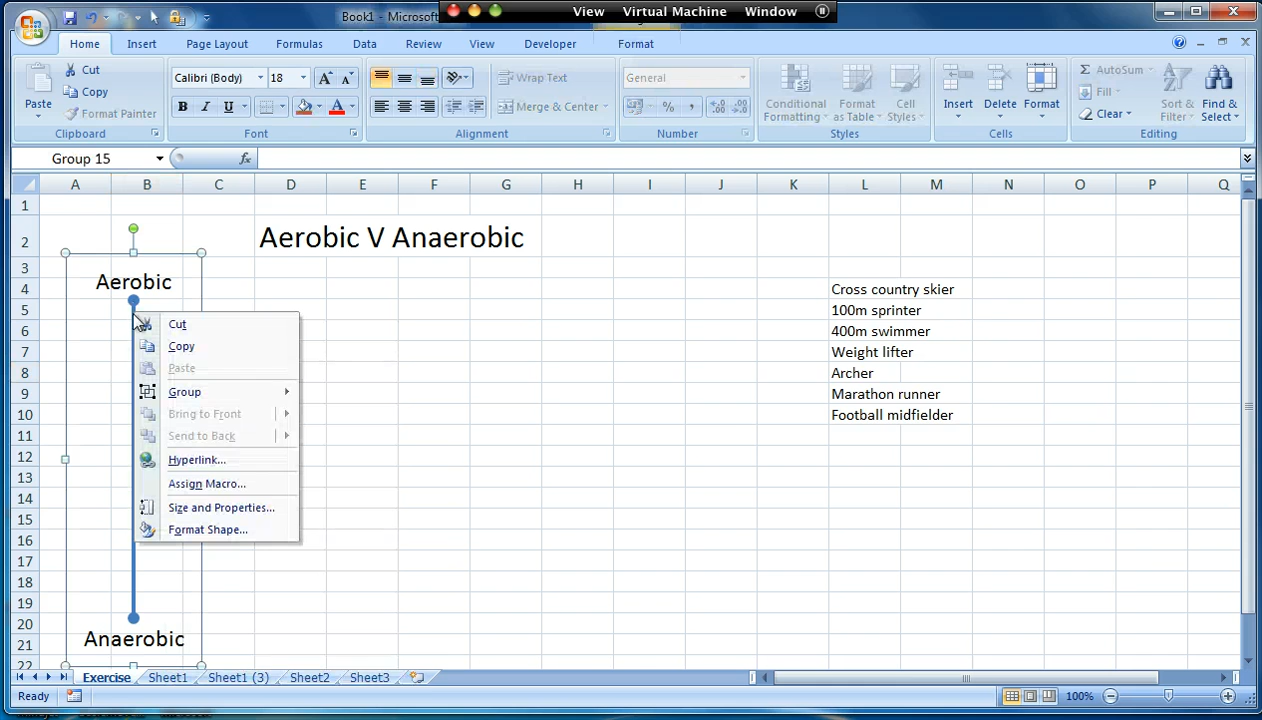 Book1 - Microsoft
View Virtual Machine Window
Home Insert Page Layout Formulas Data Review View Developer Format
Paste Cut Copy Format Painter Clipboard
Calibri (Body) 18 A A B I U A Font
Wrap Text Merge & Center Alignment
General % Number
Conditional Formatting Format as Table Cell Styles Styles
Insert Delete Format Cells
Σ AutoSum Fill Clear Sort & Filter Find & Select Editing
Group 15 fx
A B C D E F G H I J K L M N O P Q
1
2 Aerobic V Anaerobic
3
Aerobic
4 Cross country skier
5 100m sprinter
6 400m swimmer
7 Weight lifter
8 Archer
9 Marathon runner
10 Football midfielder
11
12
13
14
15
16
17
18
19
20
21
22
Anaerobic
Cut
Copy
Paste
Group
Bring to Front
Send to Back
Hyperlink...
Assign Macro...
Size and Properties...
Format Shape...
Exercise Sheet1 Sheet1 (3) Sheet2 Sheet3
Ready 100%